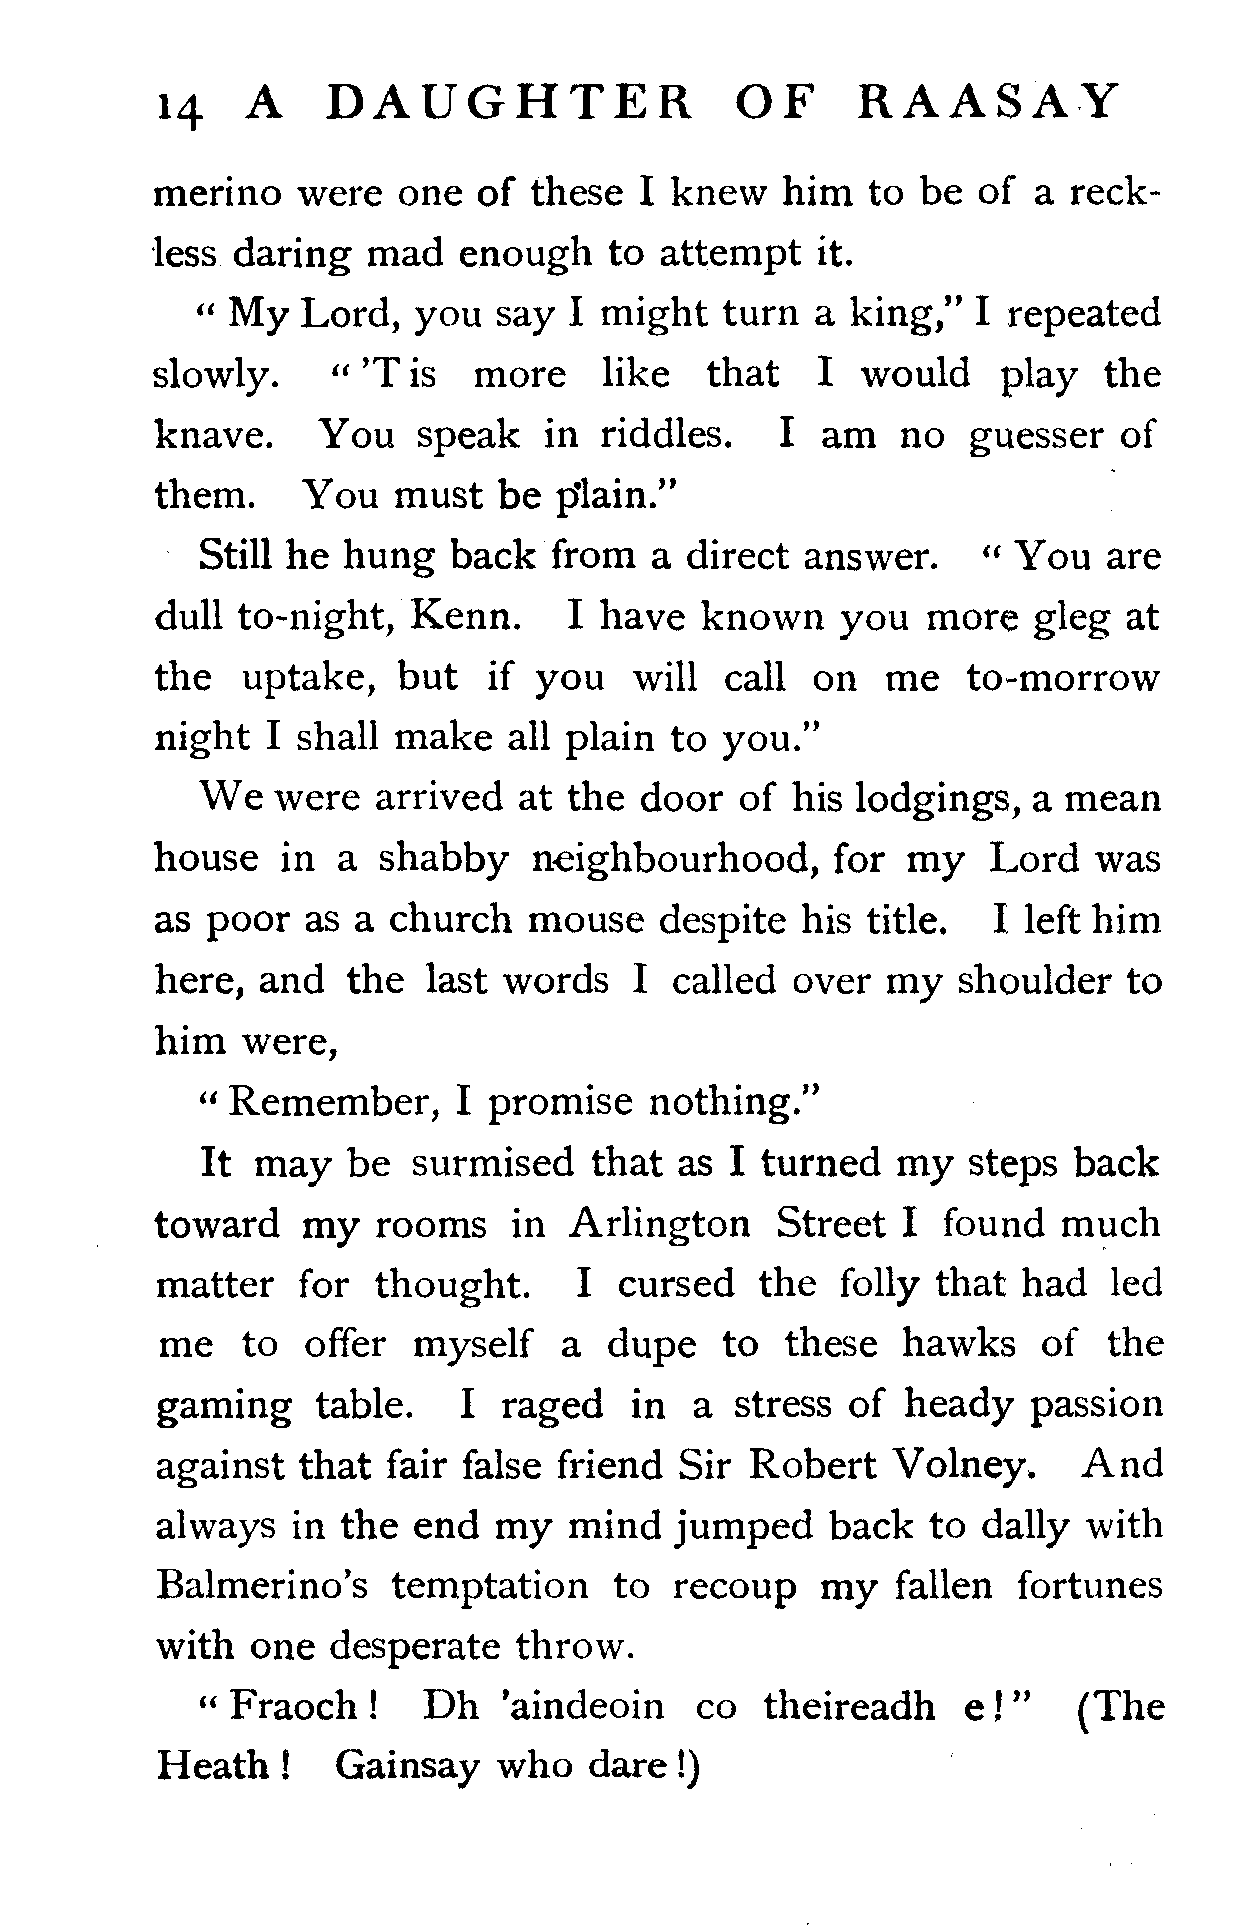 14 A DAUGHTER OF RAASAY
merino were one of these I knew him to be of a reck-
less daring mad enough to attempt it.
“ My Lord, you say I might turn a king,” I repeated
slowly. “ ’T is more like that I would play the
knave. You speak in riddles. I am no guesser of
them. You must be plain.”
Still he hung back from a direct answer. “ You are
dull to-night, Kenn. I have known you more gleg at
the uptake, but if you will call on me to-morrow
night I shall make all plain to you.”
We were arrived at the door of his lodgings, a mean
house in a shabby neighbourhood, for my Lord was
as poor as a church mouse despite his title. I left him
here, and the last words I called over my shoulder to
him were,
“ Remember, I promise nothing.”
It may be surmised that as I turned my steps back
toward my rooms in Arlington Street I found much
matter for thought. I cursed the folly that had led
me to offer myself a dupe to these hawks of the
gaming table. I raged in a stress of heady passion
against that fair false friend Sir Robert Volney. And
always in the end my mind jumped back to dally with
Balmerino’s temptation to recoup my fallen fortunes
with one desperate throw.
“ Fraoch ! Dh ’aindeoin co theireadh e ! ” (The
Heath ! Gainsay who dare !)